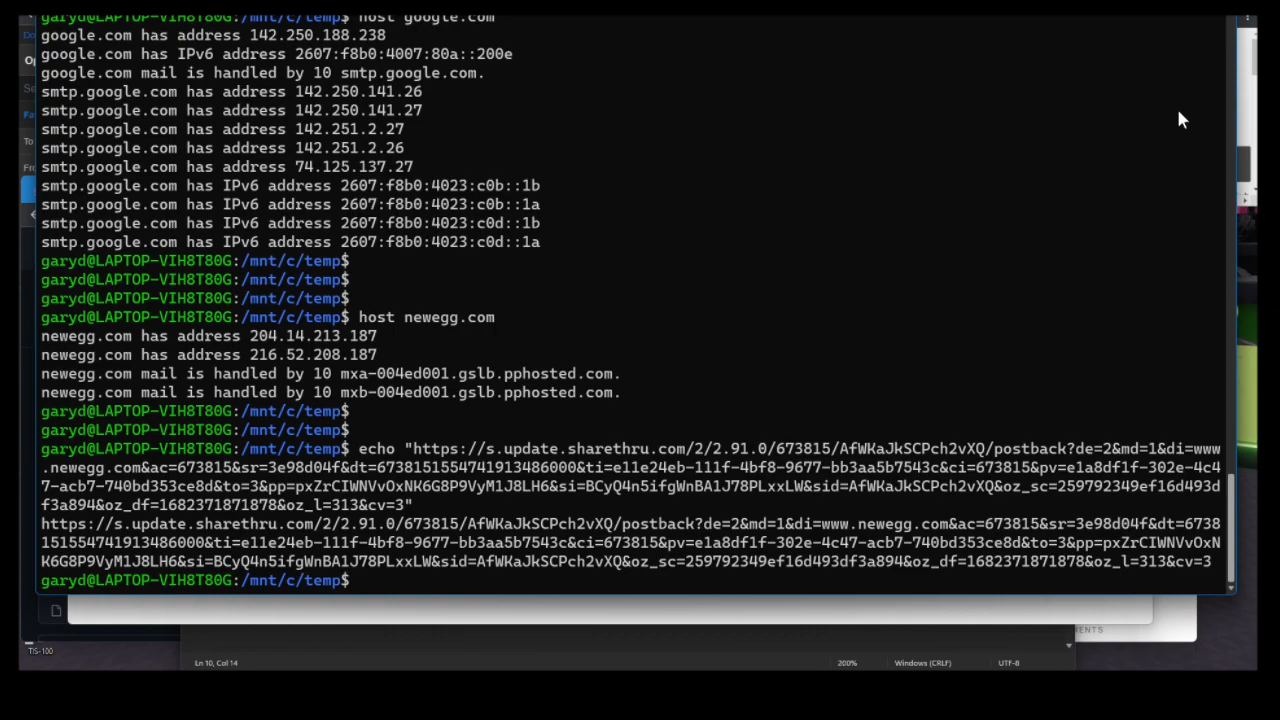 garyd@LAPTOP-VIH8T80G:/mnt/c/temp$ host google.com
google.com has address 142.250.188.238
google.com has IPv6 address 2607:f8b0:4007:80a::200e
google.com mail is handled by 10 smtp.google.com.
smtp.google.com has address 142.250.141.26
smtp.google.com has address 142.250.141.27
smtp.google.com has address 142.251.2.27
smtp.google.com has address 142.251.2.26
smtp.google.com has address 74.125.137.27
smtp.google.com has IPv6 address 2607:f8b0:4023:c0b::1b
smtp.google.com has IPv6 address 2607:f8b0:4023:c0b::1a
smtp.google.com has IPv6 address 2607:f8b0:4023:c0d::1b
smtp.google.com has IPv6 address 2607:f8b0:4023:c0d::1a
garyd@LAPTOP-VIH8T80G:/mnt/c/temp$
garyd@LAPTOP-VIH8T80G:/mnt/c/temp$
garyd@LAPTOP-VIH8T80G:/mnt/c/temp$
garyd@LAPTOP-VIH8T80G:/mnt/c/temp$ host newegg.com
newegg.com has address 204.14.213.187
newegg.com has address 216.52.208.187
newegg.com mail is handled by 10 mxa-004ed001.gslb.pphosted.com.
newegg.com mail is handled by 10 mxb-004ed001.gslb.pphosted.com.
garyd@LAPTOP-VIH8T80G:/mnt/c/temp$
garyd@LAPTOP-VIH8T80G:/mnt/c/temp$
garyd@LAPTOP-VIH8T80G:/mnt/c/temp$ echo "https://s.update.sharethru.com/2/2.91.0/673815/AfWKaJkSCPch2vXQ/postback?de=2&md=1&di=www
.newegg.com&ac=673815&sr=3e98d04f&dt=6738151554741913486000&ti=e11e24eb-111f-4bf8-9677-bb3aa5b7543c&ci=673815&pv=e1a8df1f-302e-4c4
7-acb7-740bd353ce8d&to=3&pp=pxZrCIWNVvOxNK6G8P9VyM1J8LH6&si=BCyQ4n5ifgWnBA1J78PLxxLW&sid=AfWKaJkSCPch2vXQ&oz_sc=259792349ef16d493d
f3a894&oz_df=1682371871878&oz_l=313&cv=3"
https://s.update.sharethru.com/2/2.91.0/673815/AfWKaJkSCPch2vXQ/postback?de=2&md=1&di=www.newegg.com&ac=673815&sr=3e98d04f&dt=6738
151554741913486000&ti=e11e24eb-111f-4bf8-9677-bb3aa5b7543c&ci=673815&pv=e1a8df1f-302e-4c47-acb7-740bd353ce8d&to=3&pp=pxZrCIWNVvOxN
K6G8P9VyM1J8LH6&si=BCyQ4n5ifgWnBA1J78PLxxLW&sid=AfWKaJkSCPch2vXQ&oz_sc=259792349ef16d493df3a894&oz_df=1682371871878&oz_l=313&cv=3
garyd@LAPTOP-VIH8T80G:/mnt/c/temp$
TIS-100
Ln 10, Col 14
200%
Windows (CRLF)
UTF-8